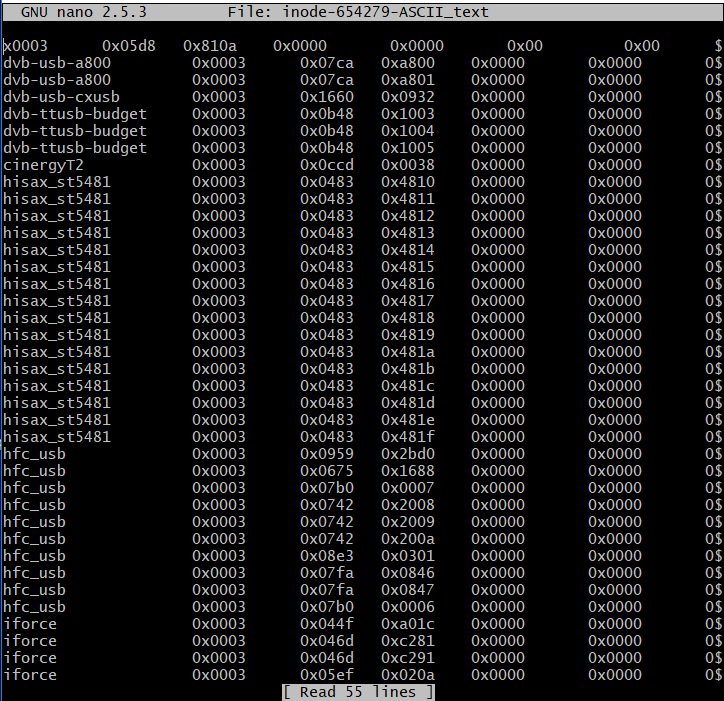 GNU nano 2.5.3 File: inode-654279-ASCII_text
x0003 0x05d8 0x810a 0x0000 0x0000 0x00 0x00 $
dvb-usb-a800 0x0003 0x07ca 0xa800 0x0000 0x0000 0$
dvb-usb-a800 0x0003 0x07ca 0xa801 0x0000 0x0000 0$
dvb-usb-cxusb 0x0003 0x1660 0x0932 0x0000 0x0000 0$
dvb-ttusb-budget 0x0003 0x0b48 0x1003 0x0000 0x0000 0$
dvb-ttusb-budget 0x0003 0x0b48 0x1004 0x0000 0x0000 0$
dvb-ttusb-budget 0x0003 0x0b48 0x1005 0x0000 0x0000 0$
cinergyT2 0x0003 0x0ccd 0x0038 0x0000 0x0000 0$
hisax_st5481 0x0003 0x0483 0x4810 0x0000 0x0000 0$
hisax_st5481 0x0003 0x0483 0x4811 0x0000 0x0000 0$
hisax_st5481 0x0003 0x0483 0x4812 0x0000 0x0000 0$
hisax_st5481 0x0003 0x0483 0x4813 0x0000 0x0000 0$
hisax_st5481 0x0003 0x0483 0x4814 0x0000 0x0000 0$
hisax_st5481 0x0003 0x0483 0x4815 0x0000 0x0000 0$
hisax_st5481 0x0003 0x0483 0x4816 0x0000 0x0000 0$
hisax_st5481 0x0003 0x0483 0x4817 0x0000 0x0000 0$
hisax_st5481 0x0003 0x0483 0x4818 0x0000 0x0000 0$
hisax_st5481 0x0003 0x0483 0x4819 0x0000 0x0000 0$
hisax_st5481 0x0003 0x0483 0x481a 0x0000 0x0000 0$
hisax_st5481 0x0003 0x0483 0x481b 0x0000 0x0000 0$
hisax_st5481 0x0003 0x0483 0x481c 0x0000 0x0000 0$
hisax_st5481 0x0003 0x0483 0x481d 0x0000 0x0000 0$
hisax_st5481 0x0003 0x0483 0x481e 0x0000 0x0000 0$
hisax_st5481 0x0003 0x0483 0x481f 0x0000 0x0000 0$
hfc_usb 0x0003 0x0959 0x2bd0 0x0000 0x0000 0$
hfc_usb 0x0003 0x0675 0x1688 0x0000 0x0000 0$
hfc_usb 0x0003 0x07b0 0x0007 0x0000 0x0000 0$
hfc_usb 0x0003 0x0742 0x2008 0x0000 0x0000 0$
hfc_usb 0x0003 0x0742 0x2009 0x0000 0x0000 0$
hfc_usb 0x0003 0x0742 0x200a 0x0000 0x0000 0$
hfc_usb 0x0003 0x08e3 0x0301 0x0000 0x0000 0$
hfc_usb 0x0003 0x07fa 0x0846 0x0000 0x0000 0$
hfc_usb 0x0003 0x07fa 0x0847 0x0000 0x0000 0$
hfc_usb 0x0003 0x07b0 0x0006 0x0000 0x0000 0$
iforce 0x0003 0x044f 0xa01c 0x0000 0x0000 0$
iforce 0x0003 0x046d 0xc281 0x0000 0x0000 0$
iforce 0x0003 0x046d 0xc291 0x0000 0x0000 0$
iforce 0x0003 0x05ef 0x020a 0x0000 0x0000 0$
[ Read 55 lines ]